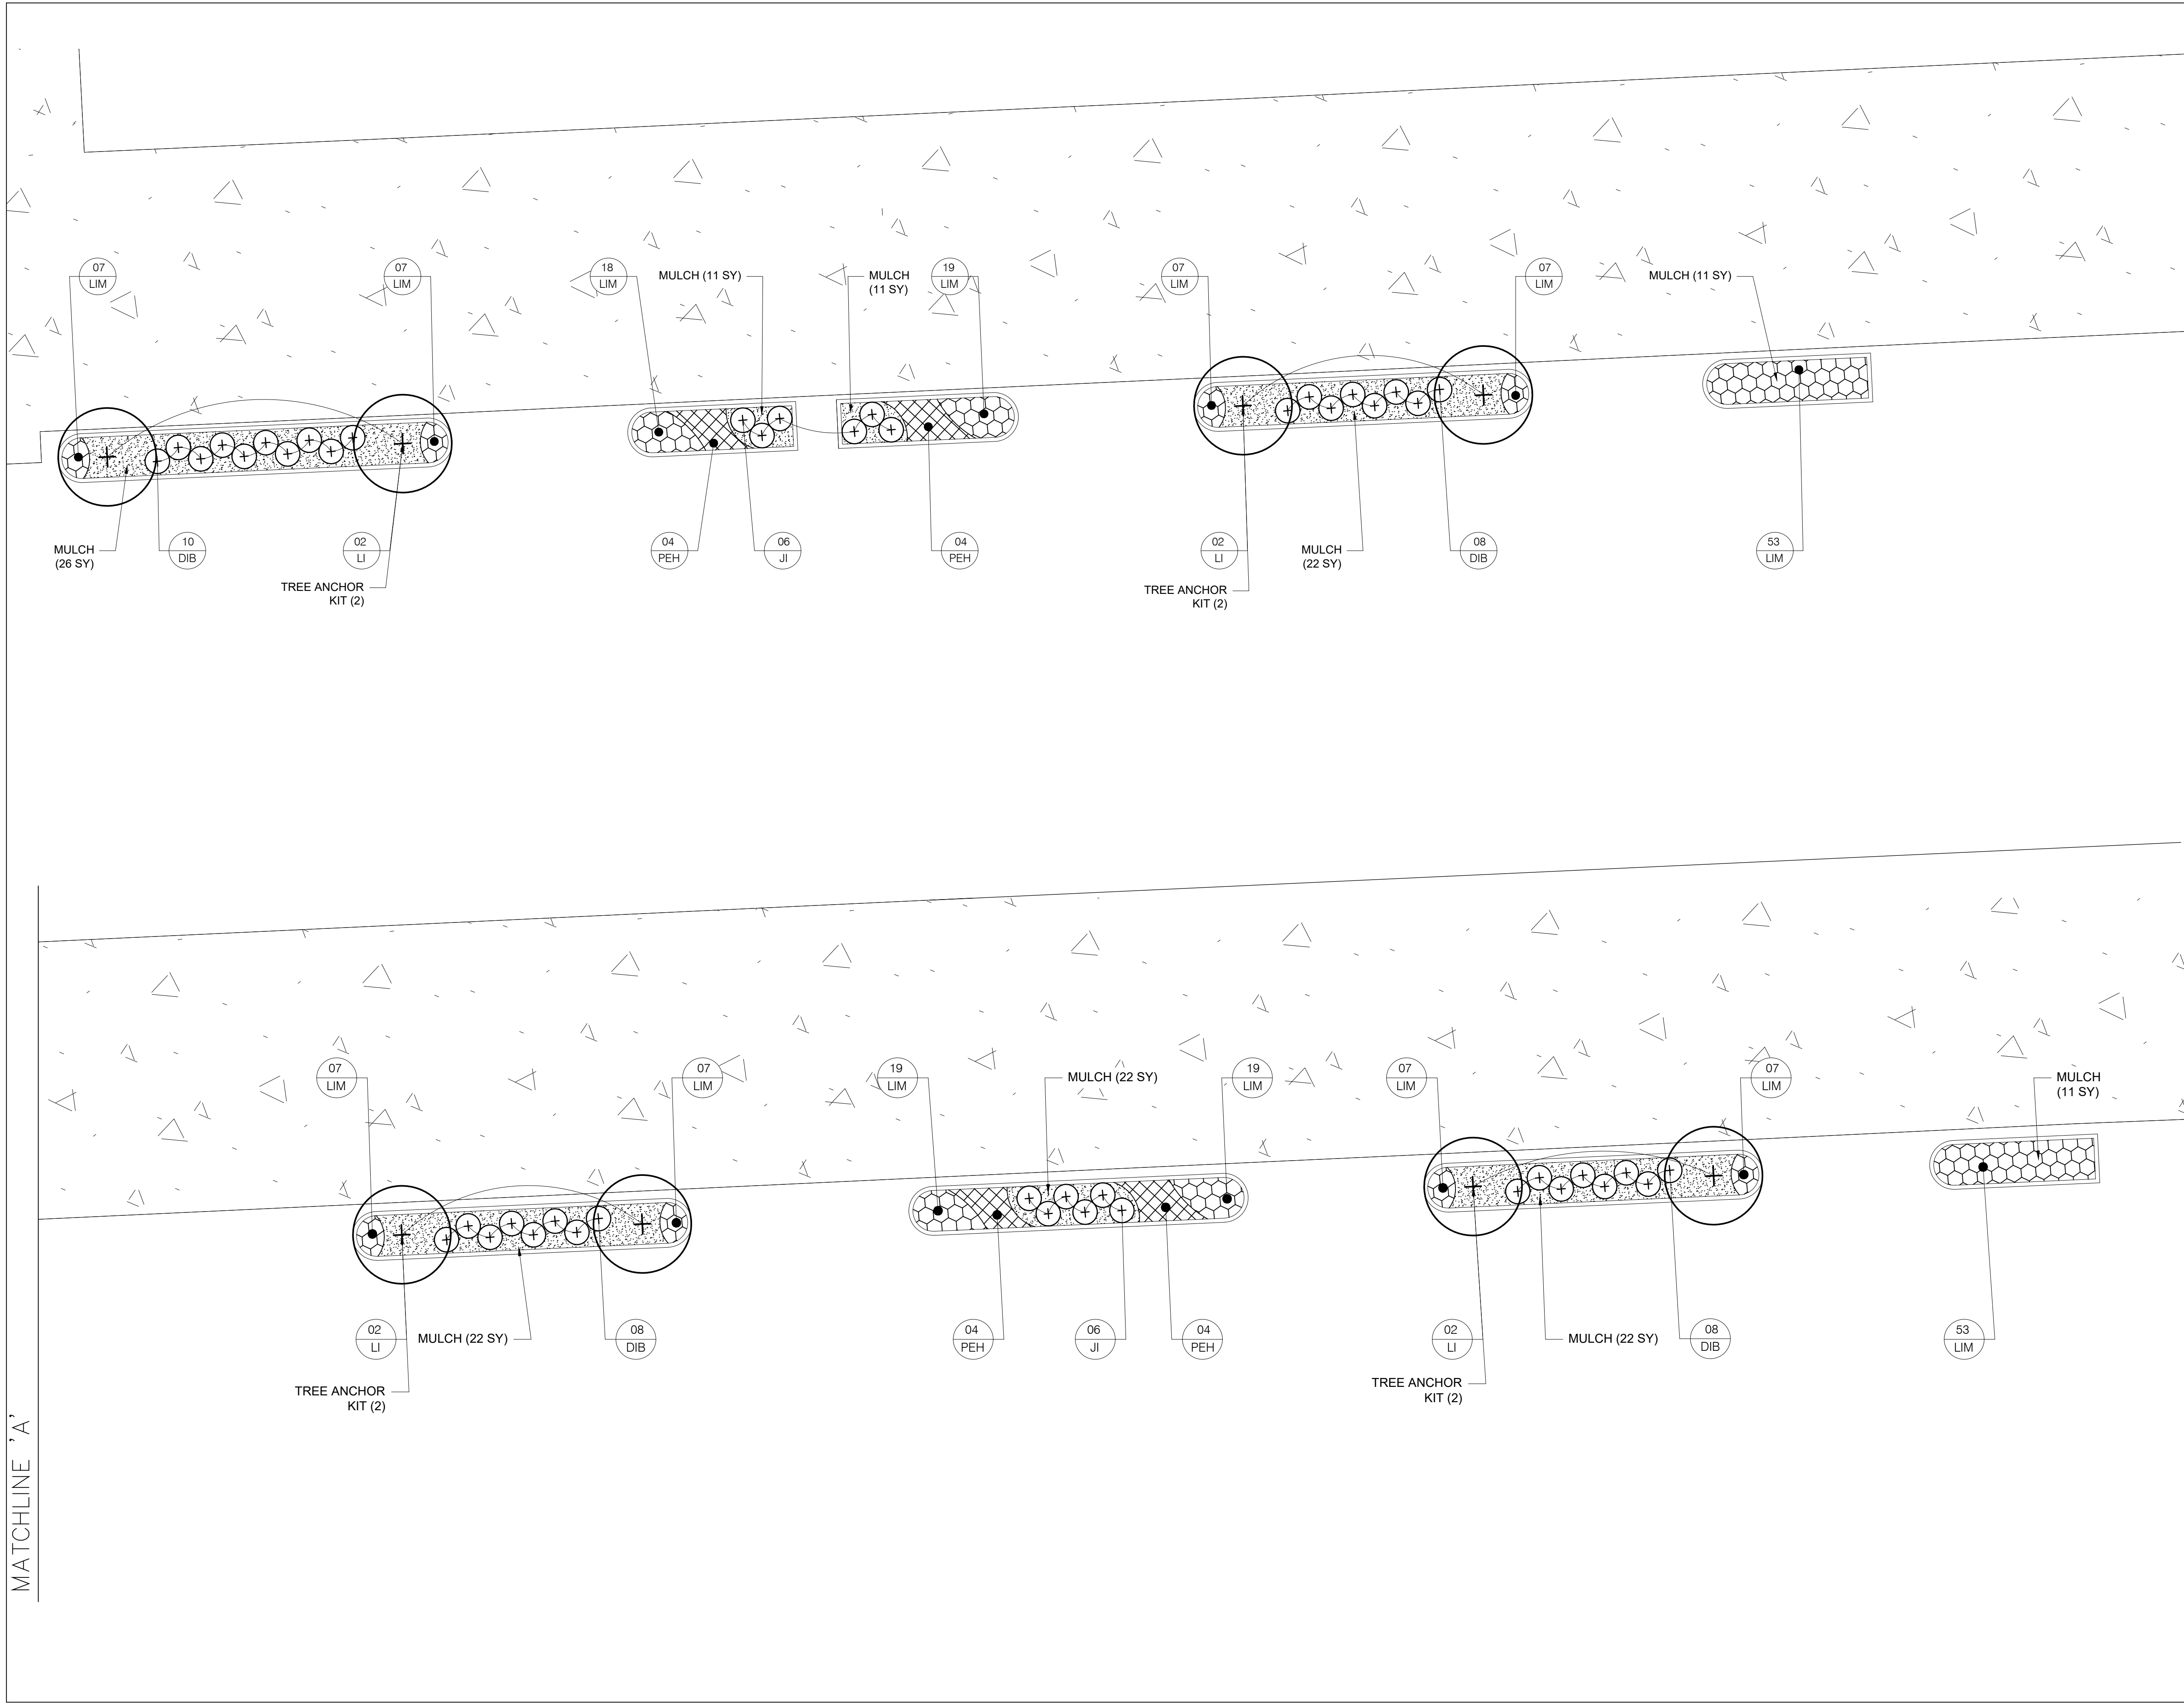 07
LIM
07
LIM
18
LIM
MULCH (11 SY)
MULCH
(11 SY)
19
LIM
07
LIM
07
LIM
MULCH (11 SY)
MULCH
(26 SY)
10
DIB
02
LI
TREE ANCHOR
KIT (2)
04
PEH
06
JI
04
PEH
02
LI
TREE ANCHOR
KIT (2)
MULCH
(22 SY)
08
DIB
53
LIM
07
LIM
07
LIM
19
LIM
MULCH (22 SY)
19
LIM
07
LIM
07
LIM
MULCH
(11 SY)
02
LI
MULCH (22 SY)
08
DIB
TREE ANCHOR
KIT (2)
04
PEH
06
JI
04
PEH
02
LI
MULCH (22 SY)
08
DIB
TREE ANCHOR
KIT (2)
53
LIM
MATCHLINE 'A'